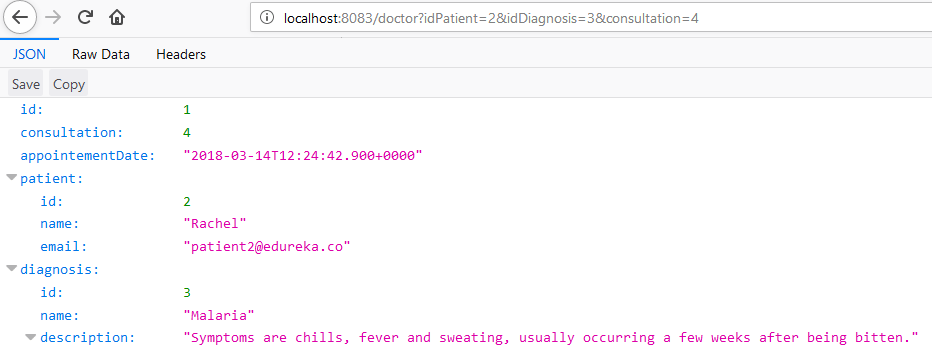 localhost:8083/doctor?idPatient=2&idDiagnosis=3&consultation=4
JSON Raw Data Headers
Save Copy
id: 1
consultation: 4
appointementDate: "2018-03-14T12:24:42.900+0000"
patient:
id: 2
name: "Rachel"
email: "patient2@edureka.co"
diagnosis:
id: 3
name: "Malaria"
description: "Symptoms are chills, fever and sweating, usually occurring a few weeks after being bitten."